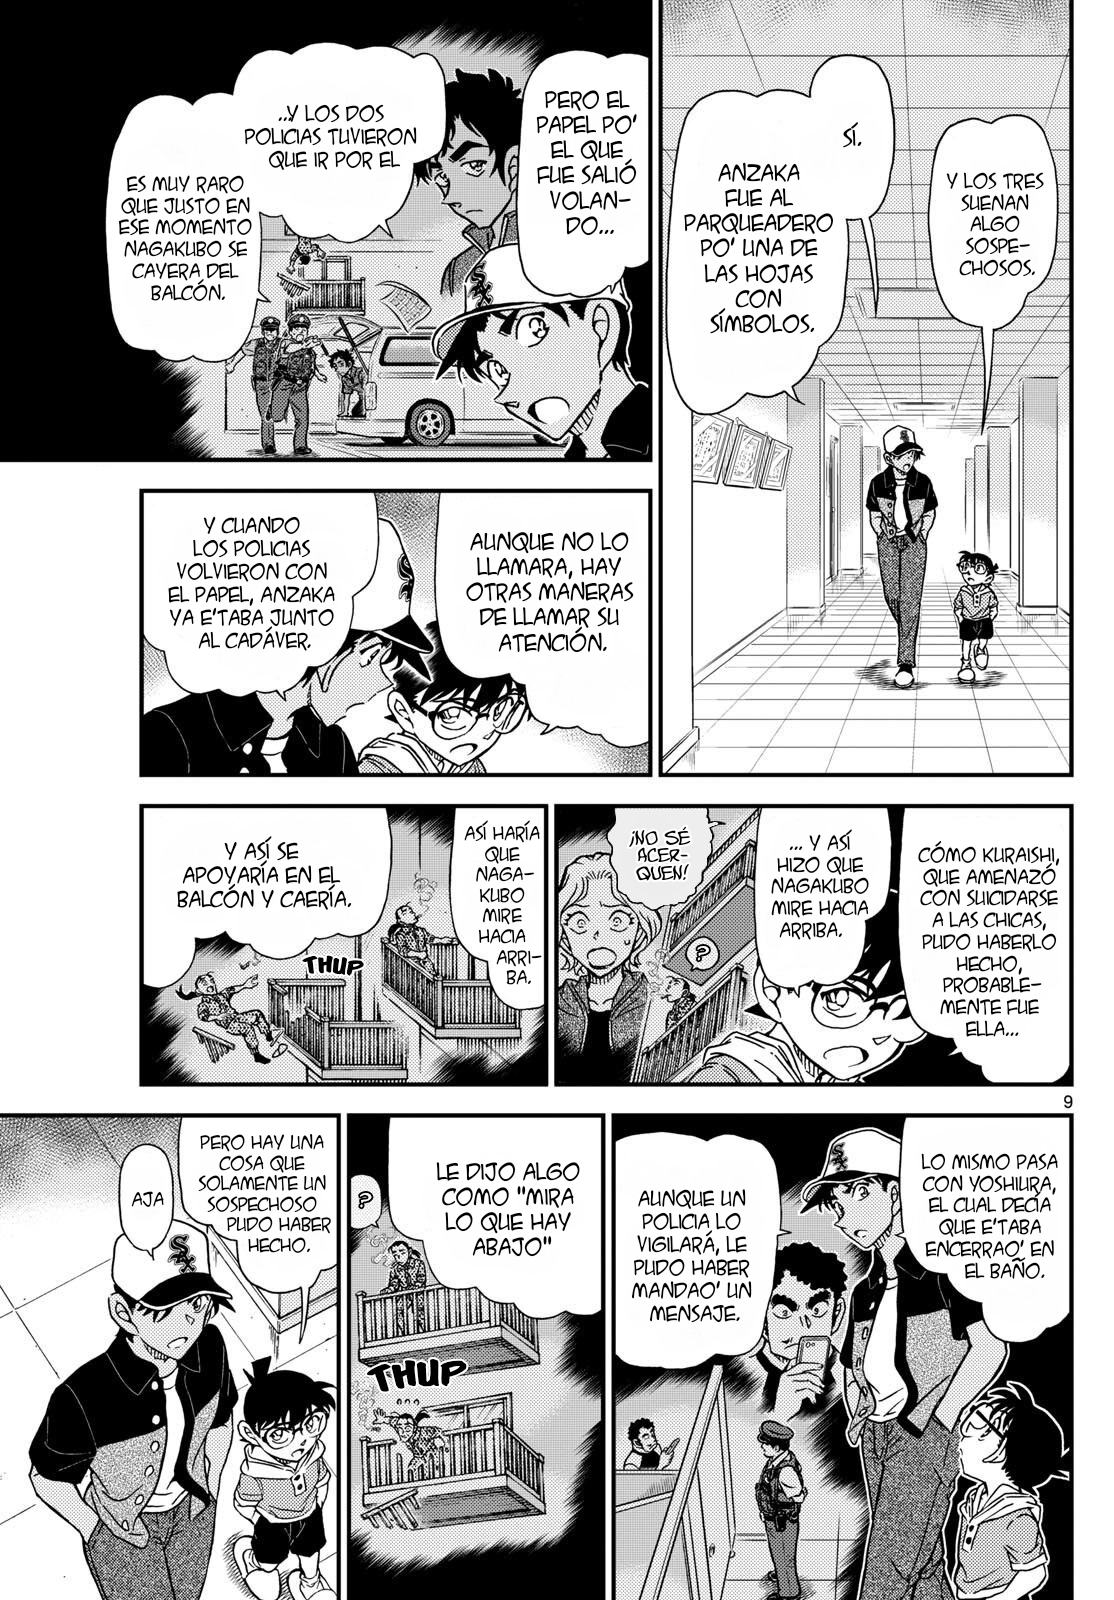 Y LOS TRES
SUENAN
ALGO
SOSPE-
CHOSOS.
SÍ.
ANZAKA
FUE AL
PARQUEADERO
PO' UNA DE
LAS HOJAS
CON
SÍMBOLOS.
PERO EL
PAPEL PO'
EL QUE
FUE SALIÓ
VOLAN-
DO...
...Y LOS DOS
POLICIAS TUVIERON
QUE IR POR EL
ES MUY RARO
QUE JUSTO EN
ESE MOMENTO
NAGAKUBO SE
CAYERA DEL
BALCÓN.
SOX
AUNQUE NO LO
LLAMARA, HAY
OTRAS MANERAS
DE LLAMAR SU
ATENCIÓN.
Y CUANDO
LOS POLICIAS
VOLVIERON CON
EL PAPEL, ANZAKA
YA E'TABA JUNTO
AL CADÁVER.
CÓMO KURAISHI,
QUE AMENAZÓ
CON SUICIDARSE
A LAS CHICAS,
PUDO HABERLO
HECHO,
PROBABLE-
MENTE FUE
ELLA...
... Y ASÍ
HIZO QUE
NAGAKUBO
MIRE HACIA
ARRIBA.
¡NO SÉ
ACER-
QUEN!
?
ASÍ HARÍA
QUE
NAGA-
KUBO
MIRE
HACIA
ARRI-
BA.
Y ASÍ SE
APOYARÍA EN EL
BALCÓN Y CAERÍA.
THUP
9
LO MISMO PASA
CON YOSHIURA,
EL CUAL DECÍA
QUE E'TABA
ENCERRAO' EN
EL BAÑO.
SOX
AUNQUE UN
POLICIA LO
VIGILARÁ, LE
PUDO HABER
MANDAO' UN
MENSAJE.
LE DIJO ALGO
COMO "MIRA
LO QUE HAY
ABAJO"
?
THUP
PERO HAY UNA
COSA QUE
SOLAMENTE UN
SOSPECHOSO
PUDO HABER
HECHO.
AJA
SOX